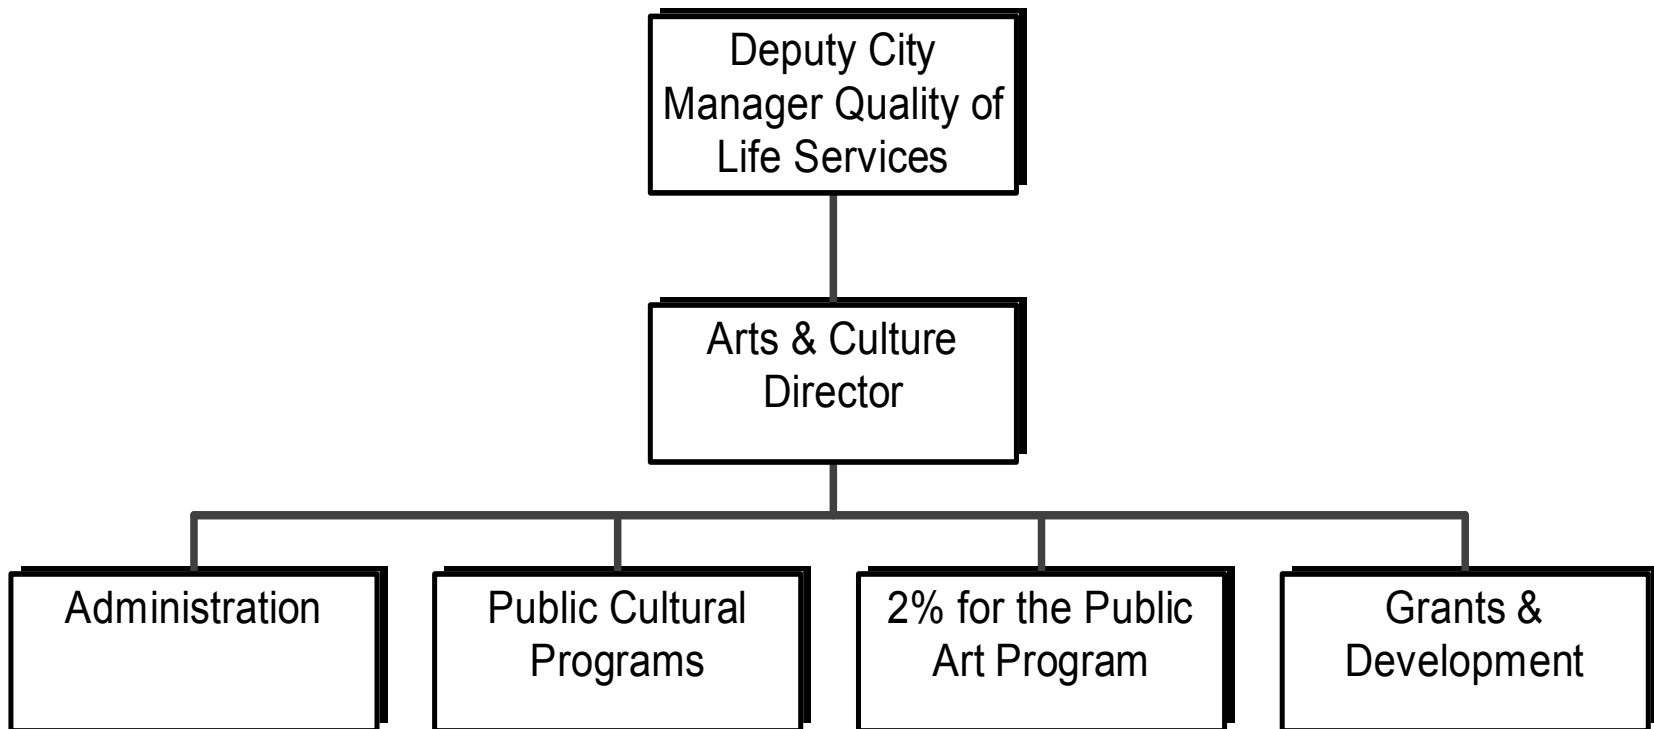 Deputy City
Manager Quality of
Life Services
Arts & Culture
Director
Administration
Public Cultural
Programs
2% for the Public
Art Program
Grants &
Development